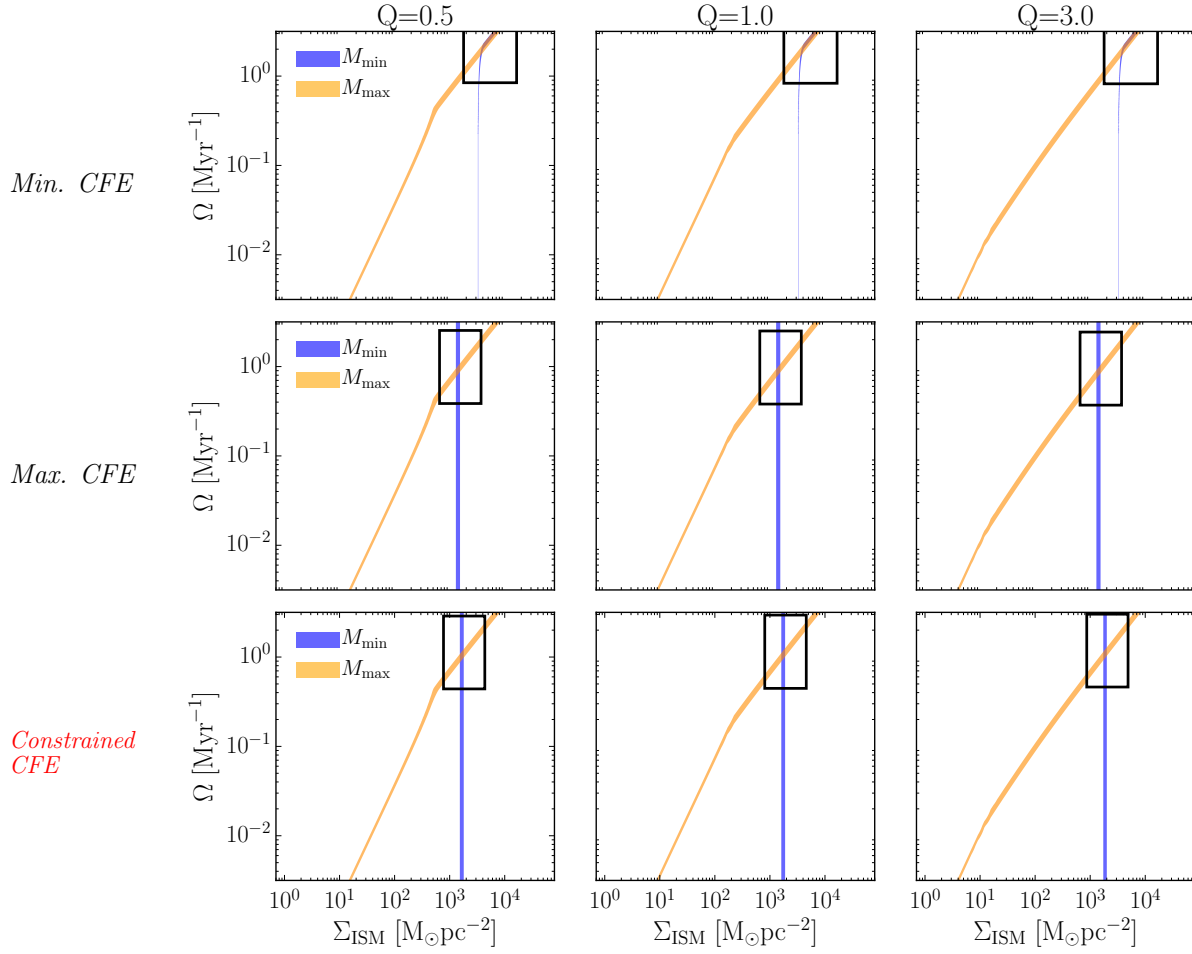 Q=0.5 Q=1.0 Q=3.0
Min. CFE
Ω [Myr⁻¹]
10⁰
10⁻¹
10⁻²
M_min
M_max
Max. CFE
Ω [Myr⁻¹]
10⁰
10⁻¹
10⁻²
M_min
M_max
Constrained
CFE
Ω [Myr⁻¹]
10⁰
10⁻¹
10⁻²
M_min
M_max
10⁰ 10¹ 10² 10³ 10⁴ 10⁰ 10¹ 10² 10³ 10⁴ 10⁰ 10¹ 10² 10³ 10⁴
Σ_ISM [M_⊙pc⁻²] Σ_ISM [M_⊙pc⁻²] Σ_ISM [M_⊙pc⁻²]